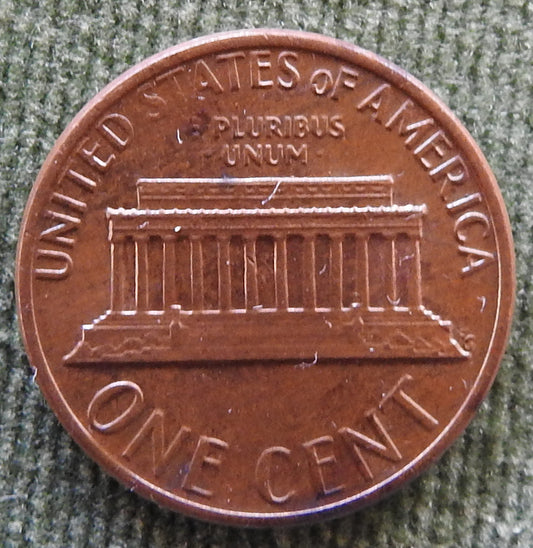 UNITED STATES OF AMERICA
E PLURIBUS
UNUM
ONE CENT